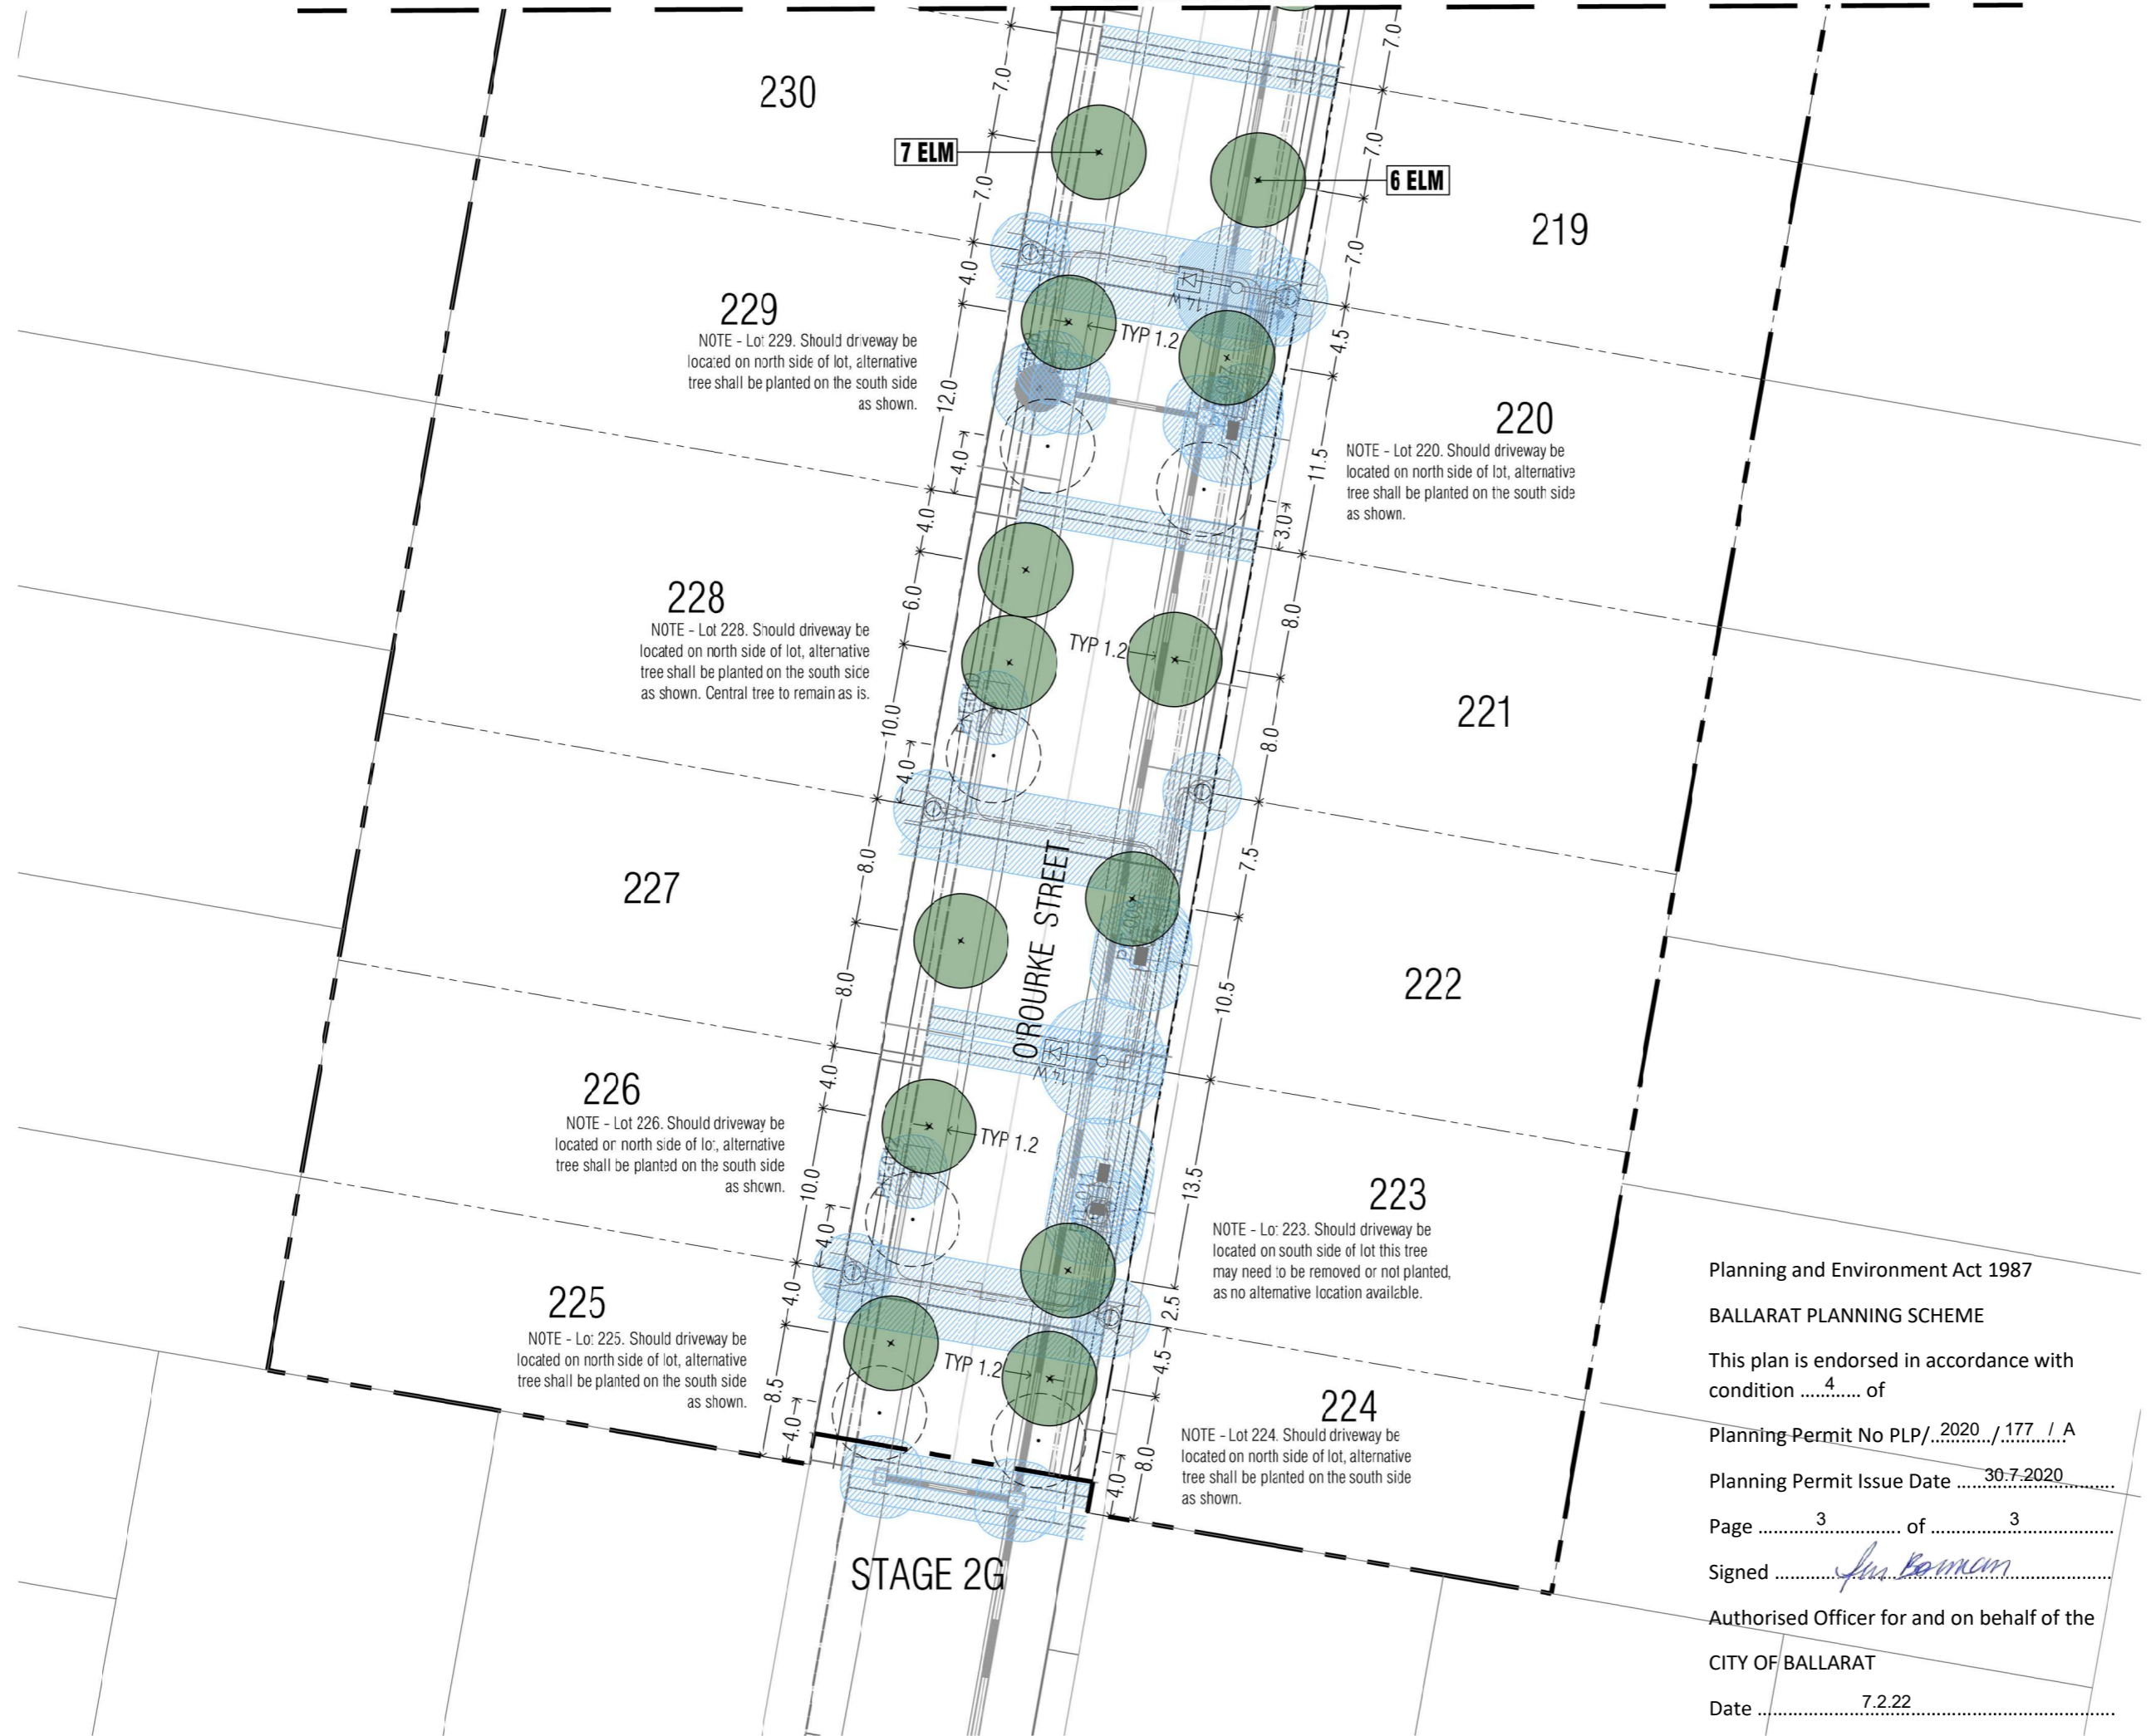 230
7 ELM
6 ELM
219
229
NOTE - Lot 229. Should driveway be
located on north side of lot, alternative
tree shall be planted on the south side
as shown.
TYP 1.2
14W
220
NOTE - Lot 220. Should driveway be
located on north side of lot, alternative
tree shall be planted on the south side
as shown.
228
NOTE - Lot 228. Should driveway be
located on north side of lot, alternative
tree shall be planted on the south side
as shown. Central tree to remain as is.
TYP 1.2
221
227
O'ROURKE STREET
222
14W
226
NOTE - Lot 226. Should driveway be
located on north side of lot, alternative
tree shall be planted on the south side
as shown.
TYP 1.2
223
NOTE - Lot 223. Should driveway be
located on south side of lot this tree
may need to be removed or not planted,
as no alternative location available.
225
NOTE - Lot 225. Should driveway be
located on north side of lot, alternative
tree shall be planted on the south side
as shown.
TYP 1.2
224
NOTE - Lot 224. Should driveway be
located on north side of lot, alternative
tree shall be planted on the south side
as shown.
STAGE 2G
7.0
7.0
4.0
12.0
4.0
4.0
6.0
10.0
4.0
8.0
8.0
4.0
10.0
4.0
4.0
8.5
4.0
7.0
7.0
7.0
4.5
11.5
3.0
8.0
8.0
7.5
10.5
13.5
2.5
4.5
8.0
4.0
Planning and Environment Act 1987
BALLARAT PLANNING SCHEME
This plan is endorsed in accordance with
condition ....4..... of
Planning Permit No PLP/..2020../.177.../.A
Planning Permit Issue Date ....30.7.2020....
Page ........3........ of ........3........
Signed ........
Authorised Officer for and on behalf of the
CITY OF BALLARAT
Date ........7.2.22........